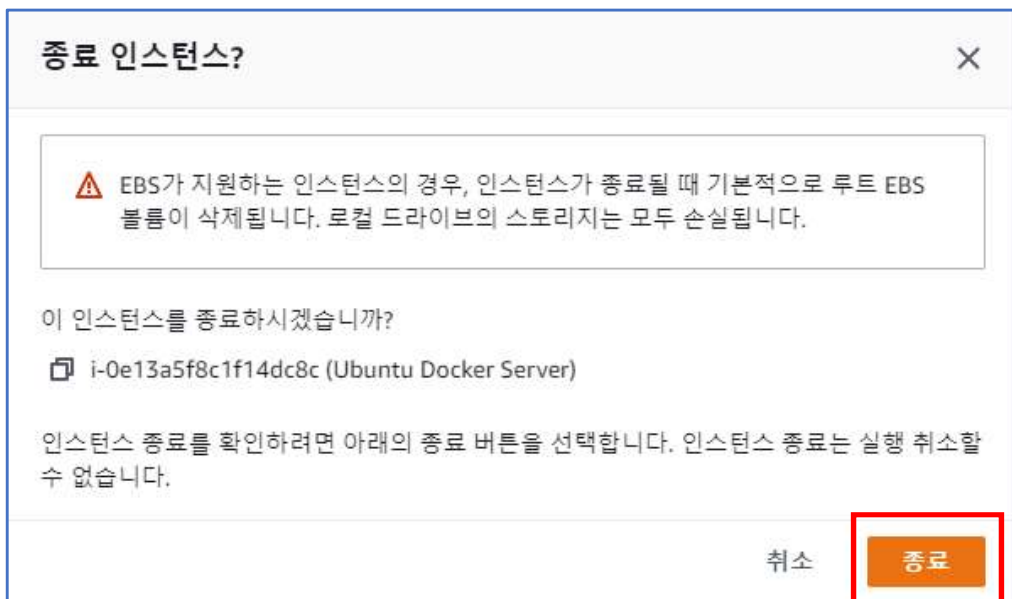 종료 인스턴스?
EBS가 지원하는 인스턴스의 경우, 인스턴스가 종료될 때 기본적으로 루트 EBS
볼륨이 삭제됩니다. 로컬 드라이브의 스토리지는 모두 손실됩니다.
이 인스턴스를 종료하시겠습니까?
i-0e13a5f8c1f14dc8c (Ubuntu Docker Server)
인스턴스 종료를 확인하려면 아래의 종료 버튼을 선택합니다. 인스턴스 종료는 실행 취소할
수 없습니다.
취소 종료